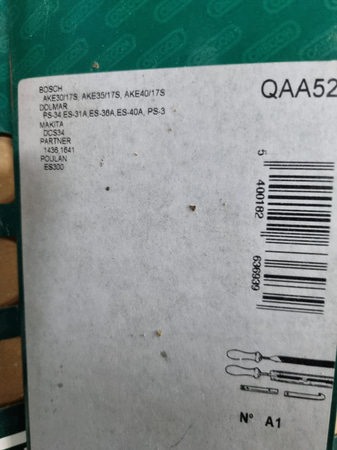 BOSCH
AKE30/17S, AKE35/17S, AKE40/17S
DOLMAR
PS-34,ES-31A,ES-36A,ES-40A, PS-3
MAKITA
DCS34
PARTNER
1436,1641
POULAN
ES300
QAA52
5 400182 636939
N° A1